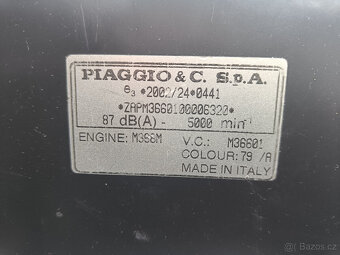 PIAGGIO & C. S.p.A.
e3 *2002/24*0441
*ZAPM3660100006320*
87 dB(A) - 5000 min-1
ENGINE: M366M V.C.: M36601
COLOUR: 79 /A
MADE IN ITALY
Bazos.cz